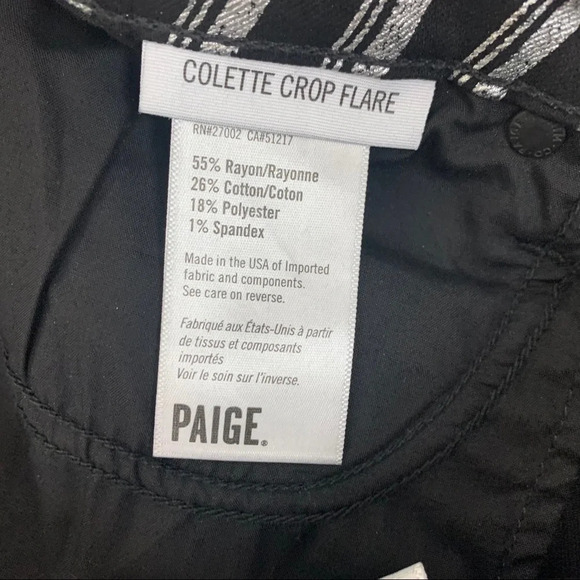 COLETTE CROP FLARE
RN#27002 CA#51217
55% Rayon/Rayonne
26% Cotton/Coton
18% Polyester
1% Spandex
Made in the USA of Imported
fabric and components.
See care on reverse.
Fabriqué aux États-Unis à partir
de tissus et composants
importés
Voir le soin sur l'inverse.
PAIGE.